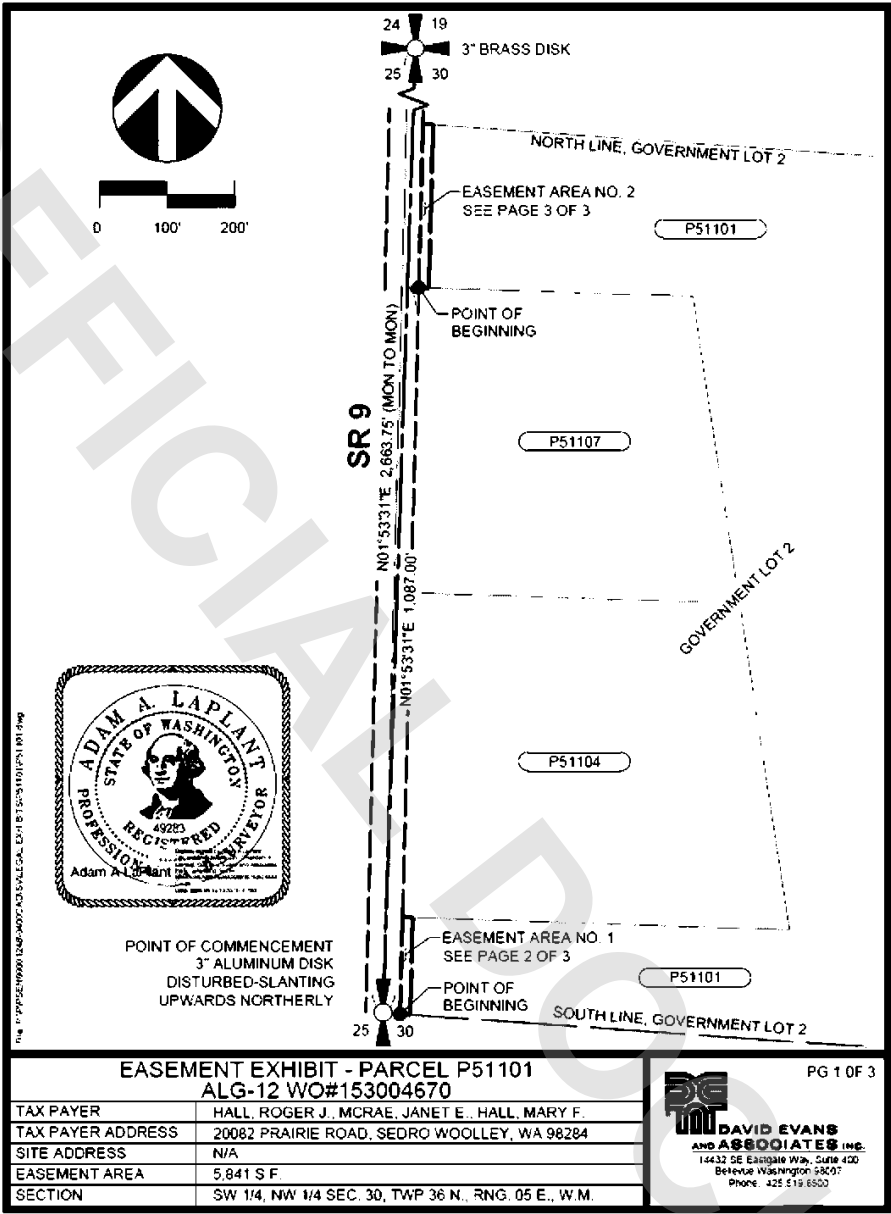 24 19
3" BRASS DISK
25 30
NORTH LINE, GOVERNMENT LOT 2
EASEMENT AREA NO. 2
SEE PAGE 3 OF 3
P51101
0 100' 200'
POINT OF
BEGINNING
SR 9
N01°53'31"E 2,663.75' (MON TO MON)
P51107
N01°53'31"E 1,087.00'
GOVERNMENT LOT 2
P51104
ADAM A. LAPLANT
STATE OF WASHINGTON
49283
REGISTERED
PROFESSIONAL
SURVEYOR
Adam A LaPlant
POINT OF COMMENCEMENT
3" ALUMINUM DISK
DISTURBED-SLANTING
UPWARDS NORTHERLY
EASEMENT AREA NO. 1
SEE PAGE 2 OF 3
P51101
POINT OF
BEGINNING
SOUTH LINE, GOVERNMENT LOT 2
25 30
EASEMENT EXHIBIT - PARCEL P51101
ALG-12 WO#153004670
TAX PAYER HALL, ROGER J., MCRAE, JANET E., HALL, MARY F.
TAX PAYER ADDRESS 20082 PRAIRIE ROAD, SEDRO WOOLLEY, WA 98284
SITE ADDRESS N/A
EASEMENT AREA 5,841 S.F.
SECTION SW 1/4, NW 1/4 SEC. 30, TWP 36 N., RNG. 05 E., W.M.
PG 1 OF 3
DAVID EVANS
AND ASSOCIATES INC.
14432 SE Eastgate Way, Suite 400
Bellevue Washington 98007
Phone: 425.519.6500